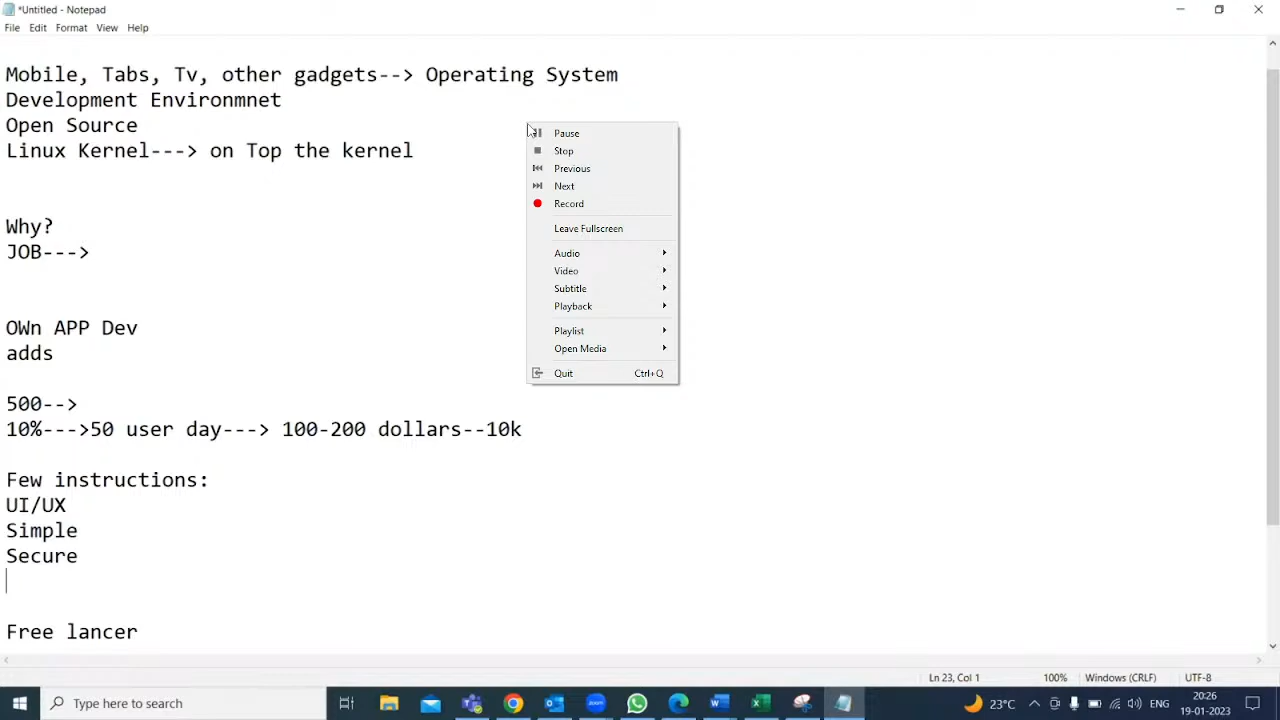 *Untitled - Notepad
File Edit Format View Help
Mobile, Tabs, Tv, other gadgets--> Operating System
Development Environmnet
Open Source
Linux Kernel---> on Top the kernel
Why?
JOB--->
OWn APP Dev
adds
500-->
10%--->50 user day---> 100-200 dollars--10k
Few instructions:
UI/UX
Simple
Secure
Free lancer
Pause
Stop
Previous
Next
Record
Leave Fullscreen
Audio
Video
Subtitle
Playback
Playlist
Open Media
Quit Ctrl+Q
Ln 23, Col 1 100% Windows (CRLF) UTF-8
Type here to search
zoom
23°C
ENG
20:26
19-01-2023